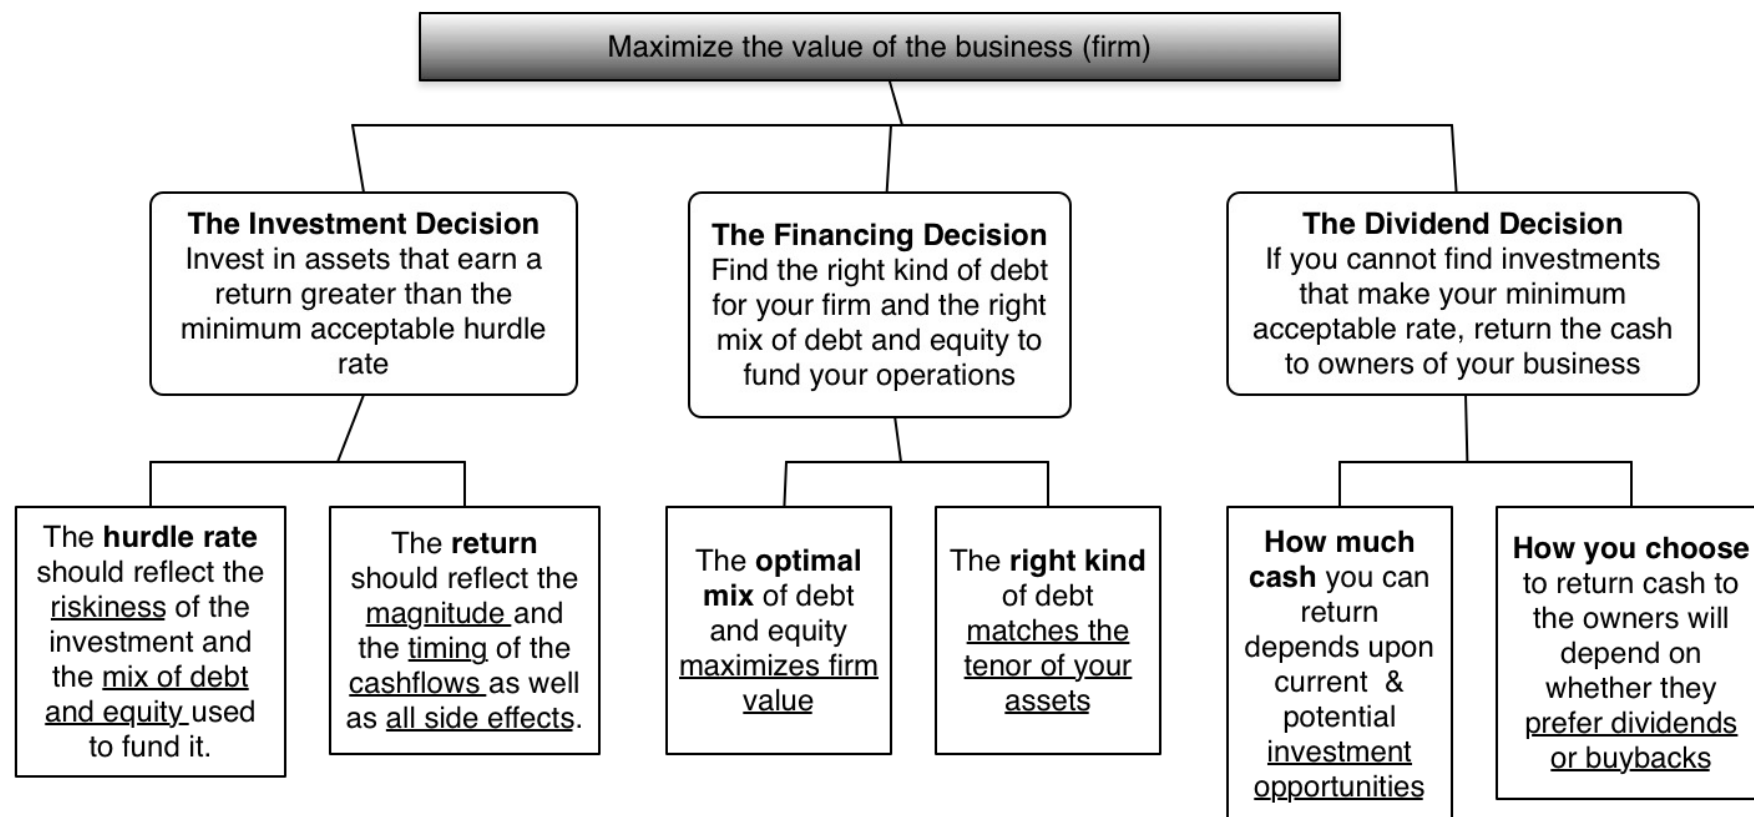 Maximize the value of the business (firm)
The Investment Decision
Invest in assets that earn a
return greater than the
minimum acceptable hurdle
rate
The Financing Decision
Find the right kind of debt
for your firm and the right
mix of debt and equity to
fund your operations
The Dividend Decision
If you cannot find investments
that make your minimum
acceptable rate, return the cash
to owners of your business
The hurdle rate
should reflect the
riskiness of the
investment and
the mix of debt
and equity used
to fund it.
The return
should reflect the
magnitude and
the timing of the
cashflows as well
as all side effects.
The optimal
mix of debt
and equity
maximizes firm
value
The right kind
of debt
matches the
tenor of your
assets
How much
cash you can
return
depends upon
current & 
potential
investment
opportunities
How you choose
to return cash to
the owners will
depend on
whether they
prefer dividends
or buybacks